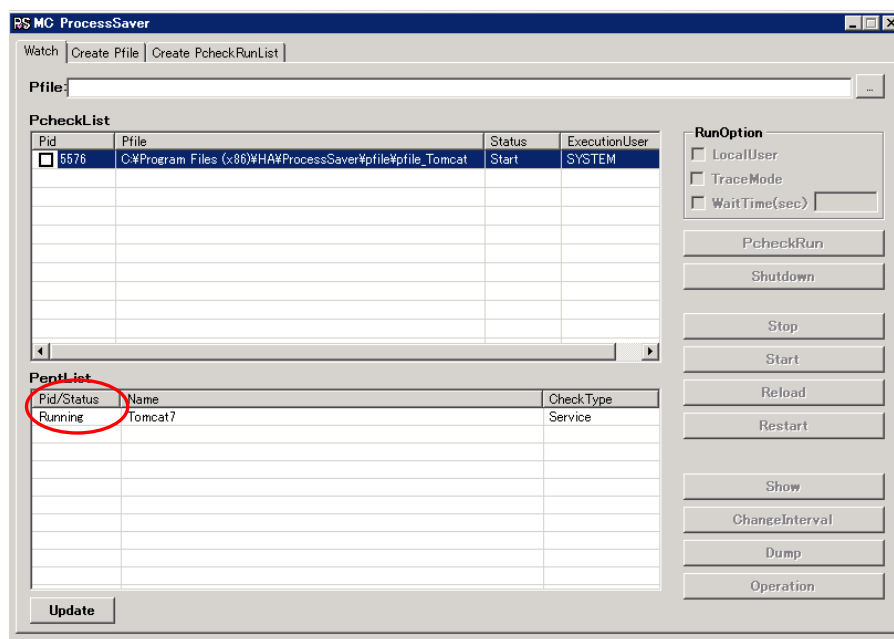 RS MC ProcessSaver
Watch Create Pfile Create PcheckRunList
Pfile: ...
PcheckList
Pid Pfile Status ExecutionUser
5576 C:¥Program Files (x86)¥HA¥ProcessSaver¥pfile¥pfile_Tomcat Start SYSTEM
RunOption
LocalUser
TraceMode
WaitTime(sec)
PcheckRun
Shutdown
Stop
Start
Reload
Restart
PentList
Pid/Status Name CheckType
Running Tomcat7 Service
Show
ChangeInterval
Dump
Operation
Update